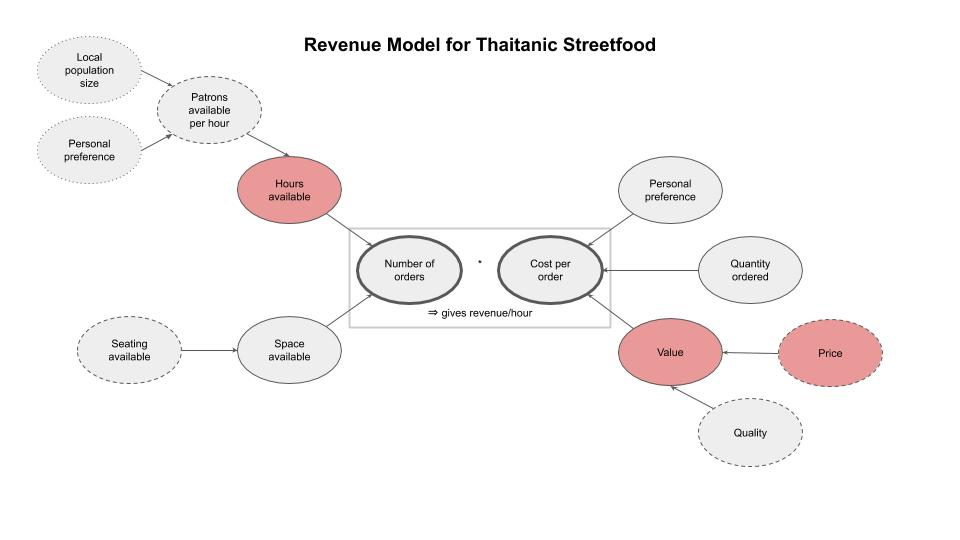 Revenue Model for Thaitanic Streetfood
Local
population
size
Patrons
available
per hour
Personal
preference
Hours
available
Personal
preference
Number of
orders
*
Cost per
order
Quantity
ordered
⇒ gives revenue/hour
Seating
available
Space
available
Value
Price
Quality